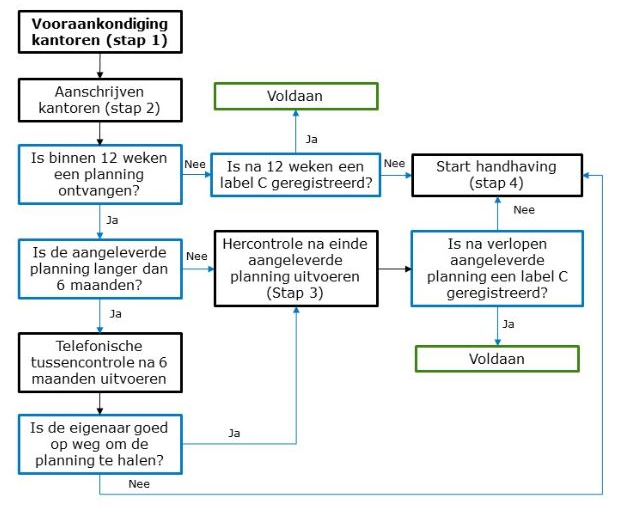 Vooraankondiging
kantoren (stap 1)
Aanschrijven
kantoren (stap 2)
Voldaan
Ja
Is binnen 12 weken
een planning
ontvangen?
Nee
Is na 12 weken een
label C geregistreerd?
Nee
Start handhaving
(stap 4)
Ja
Nee
Is de aangeleverde
planning langer dan
6 maanden?
Nee
Hercontrole na einde
aangeleverde
planning uitvoeren
(Stap 3)
Is na verlopen
aangeleverde
planning een label C
geregistreerd?
Ja
Ja
Telefonische
tussencontrole na 6
maanden uitvoeren
Voldaan
Is de eigenaar goed
op weg om de
planning te halen?
Ja
Nee